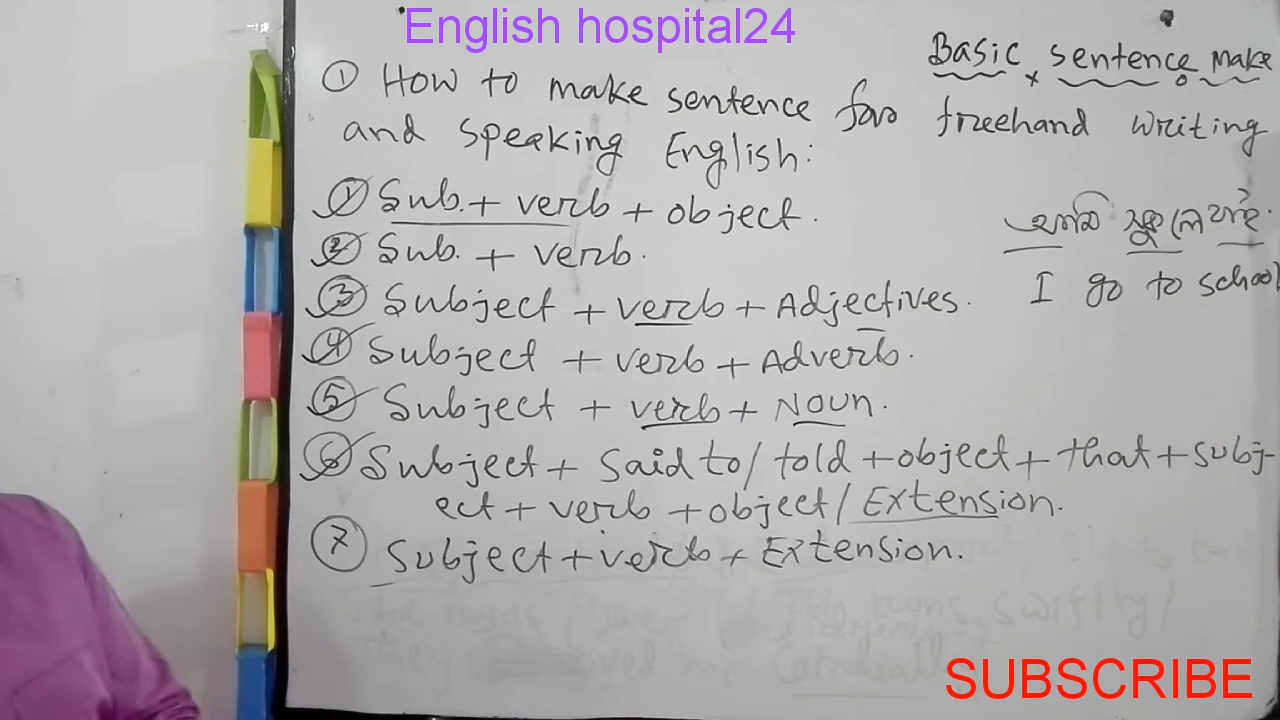 English hospital24
Basic sentence make
① How to make sentence for freehand writing
and speaking English:
① Sub. + verb + object.
② Sub. + verb.
③ Subject + verb + Adjectives.
④ Subject + verb + Adverb.
⑤ Subject + verb + Noun.
⑥ Subject + said to/ told + object + that + subj-
ect + verb + object/ Extension.
⑦ Subject + verb + Extension.
আমি স্কুলে যাই.
I go to school
SUBSCRIBE